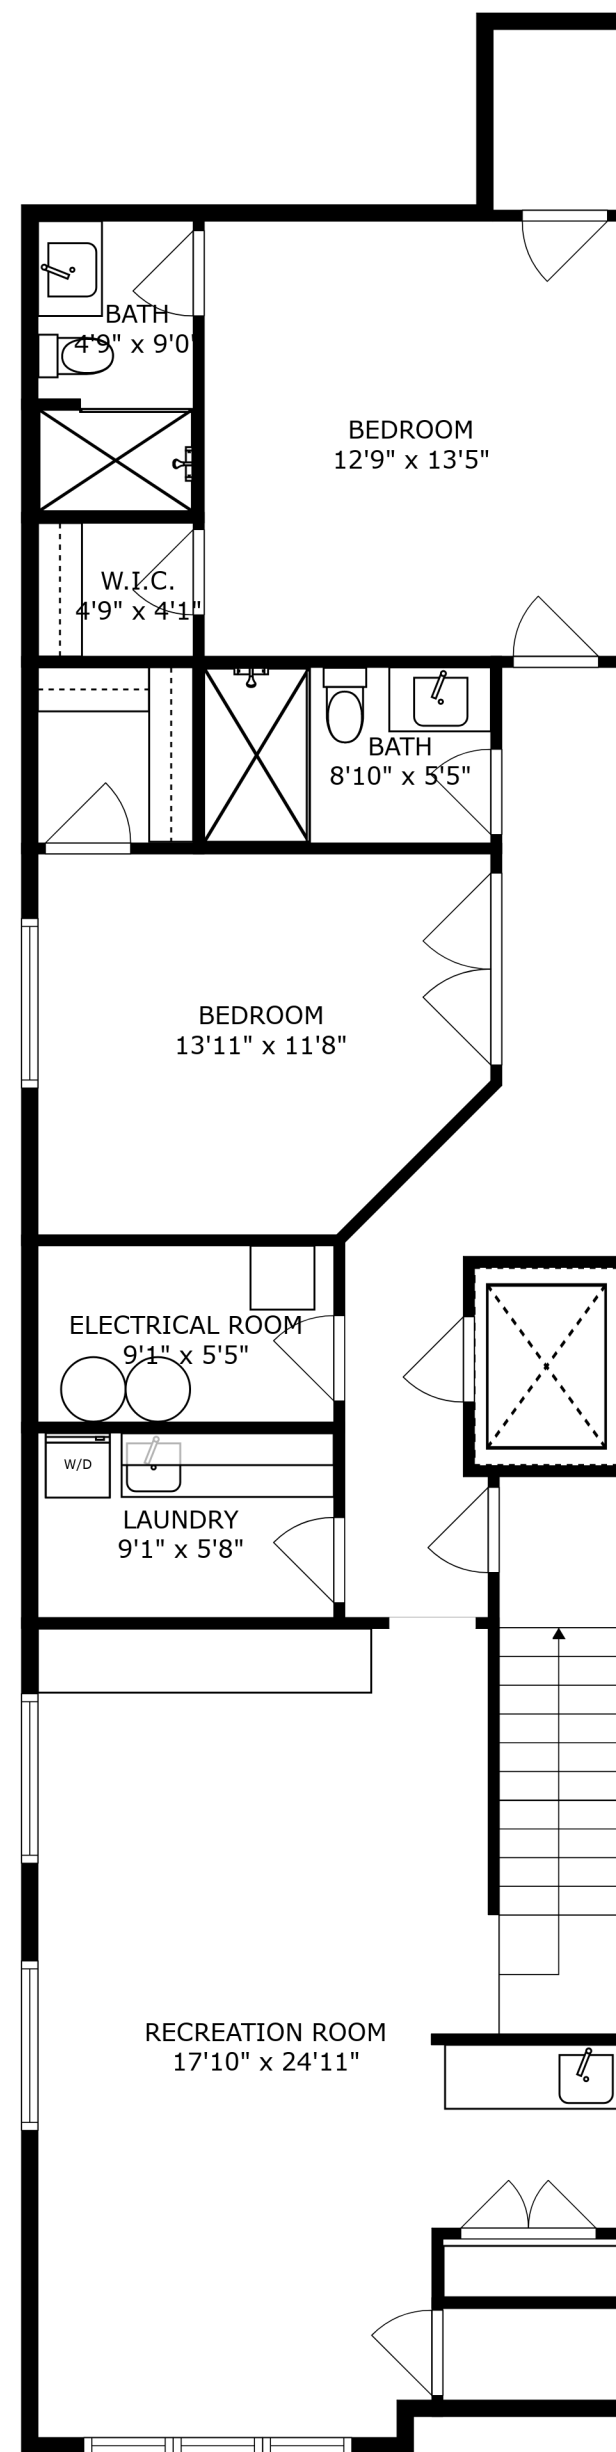 BATH
4'9" x 9'0"
BEDROOM
12'9" x 13'5"
W.I.C.
4'9" x 4'1"
BATH
8'10" x 5'5"
BEDROOM
13'11" x 11'8"
ELECTRICAL ROOM
9'1" x 5'5"
W/D
LAUNDRY
9'1" x 5'8"
RECREATION ROOM
17'10" x 24'11"